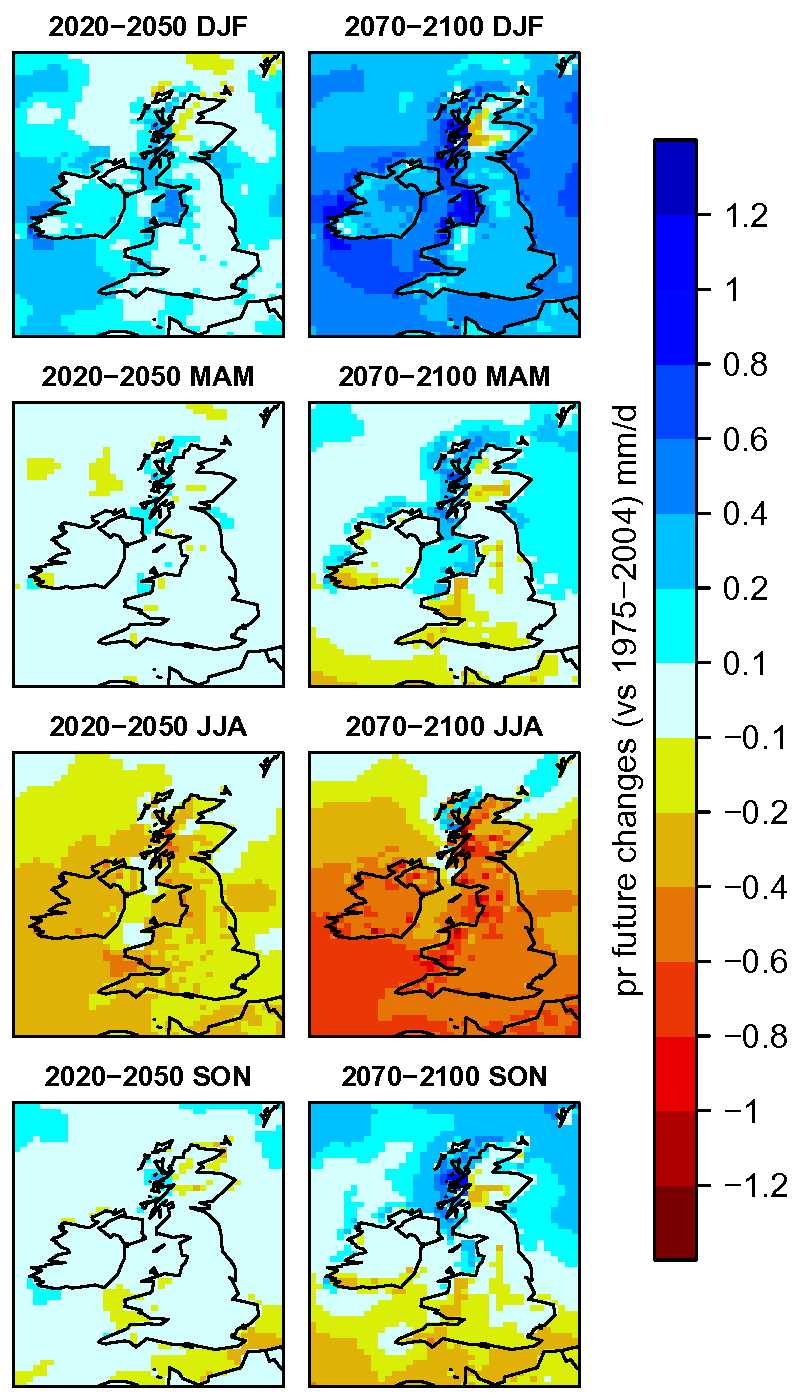 2020−2050 DJF
2070−2100 DJF
2020−2050 MAM
2070−2100 MAM
2020−2050 JJA
2070−2100 JJA
2020−2050 SON
2070−2100 SON
pr future changes (vs 1975−2004) mm/d
1.2
1
0.8
0.6
0.4
0.2
0.1
−0.1
−0.2
−0.4
−0.6
−0.8
−1
−1.2